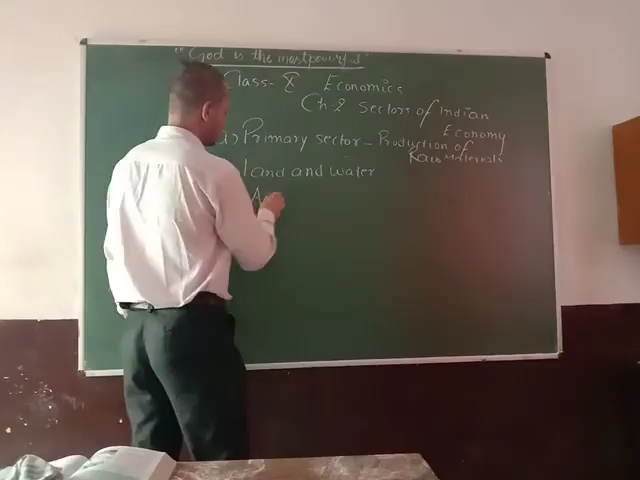 "God is the most powerful"
Class - X Economics
Ch-2 Sectors of Indian
Economy
a) Primary sector - Production of
Raw Materials
land and water
A